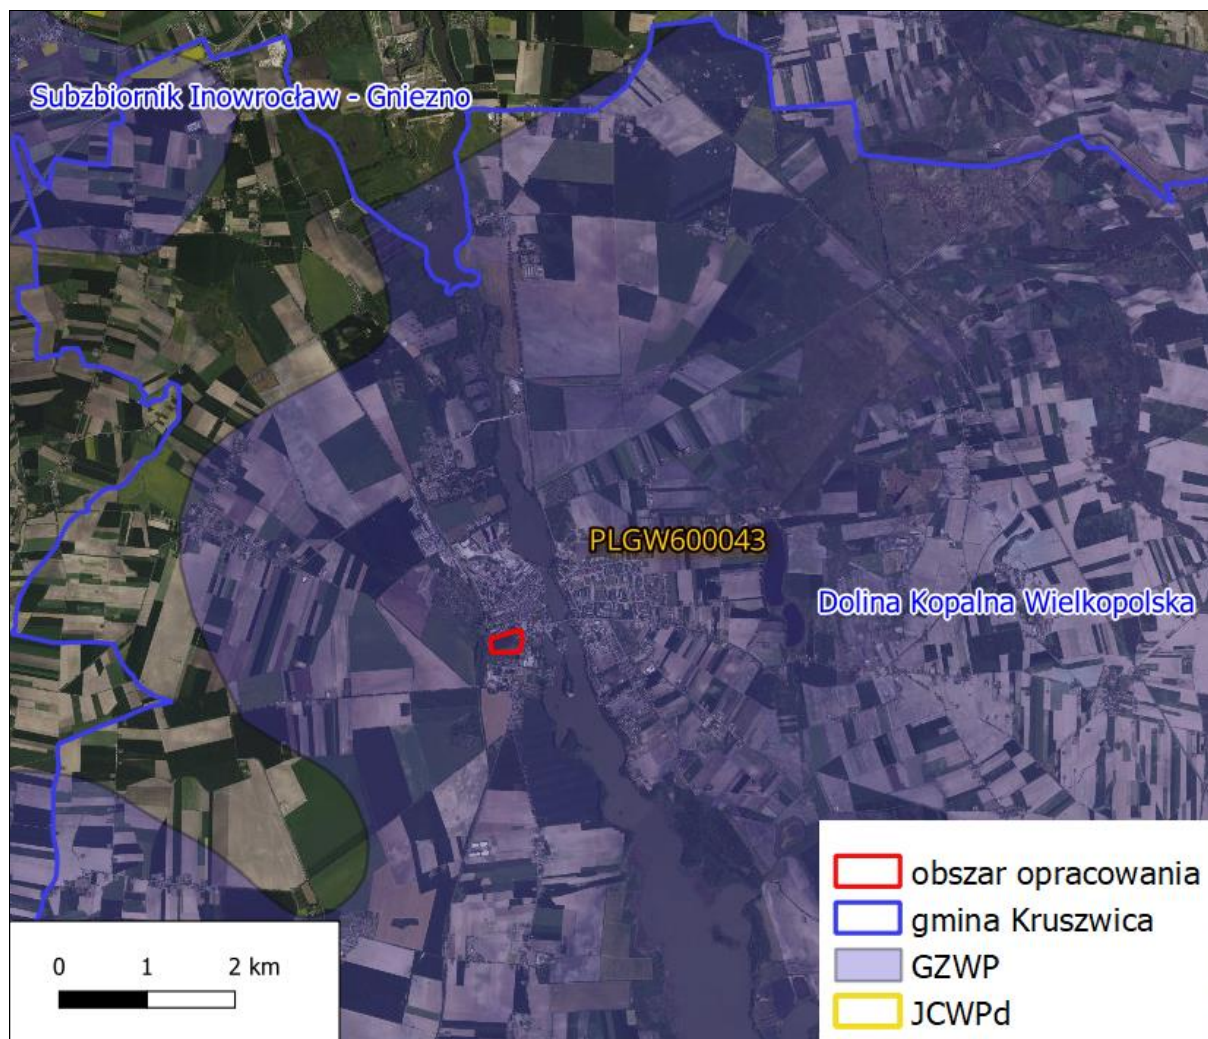 Subzbiornik Inowrocław - Gniezno
PLGW600043
Dolina Kopalna Wielkopolska
obszar opracowania
gmina Kruszwica
GZWP
JCWPd
0 1 2 km